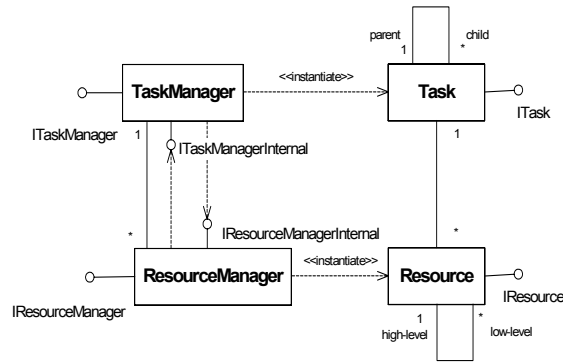 parent
child
1
*
<<instantiate>>
TaskManager
Task
ITaskManager
ITask
1
ITaskManagerInternal
1
*
IResourceManagerInternal
*
<<instantiate>>
ResourceManager
Resource
IResourceManager
IResource
1
*
high-level
low-level